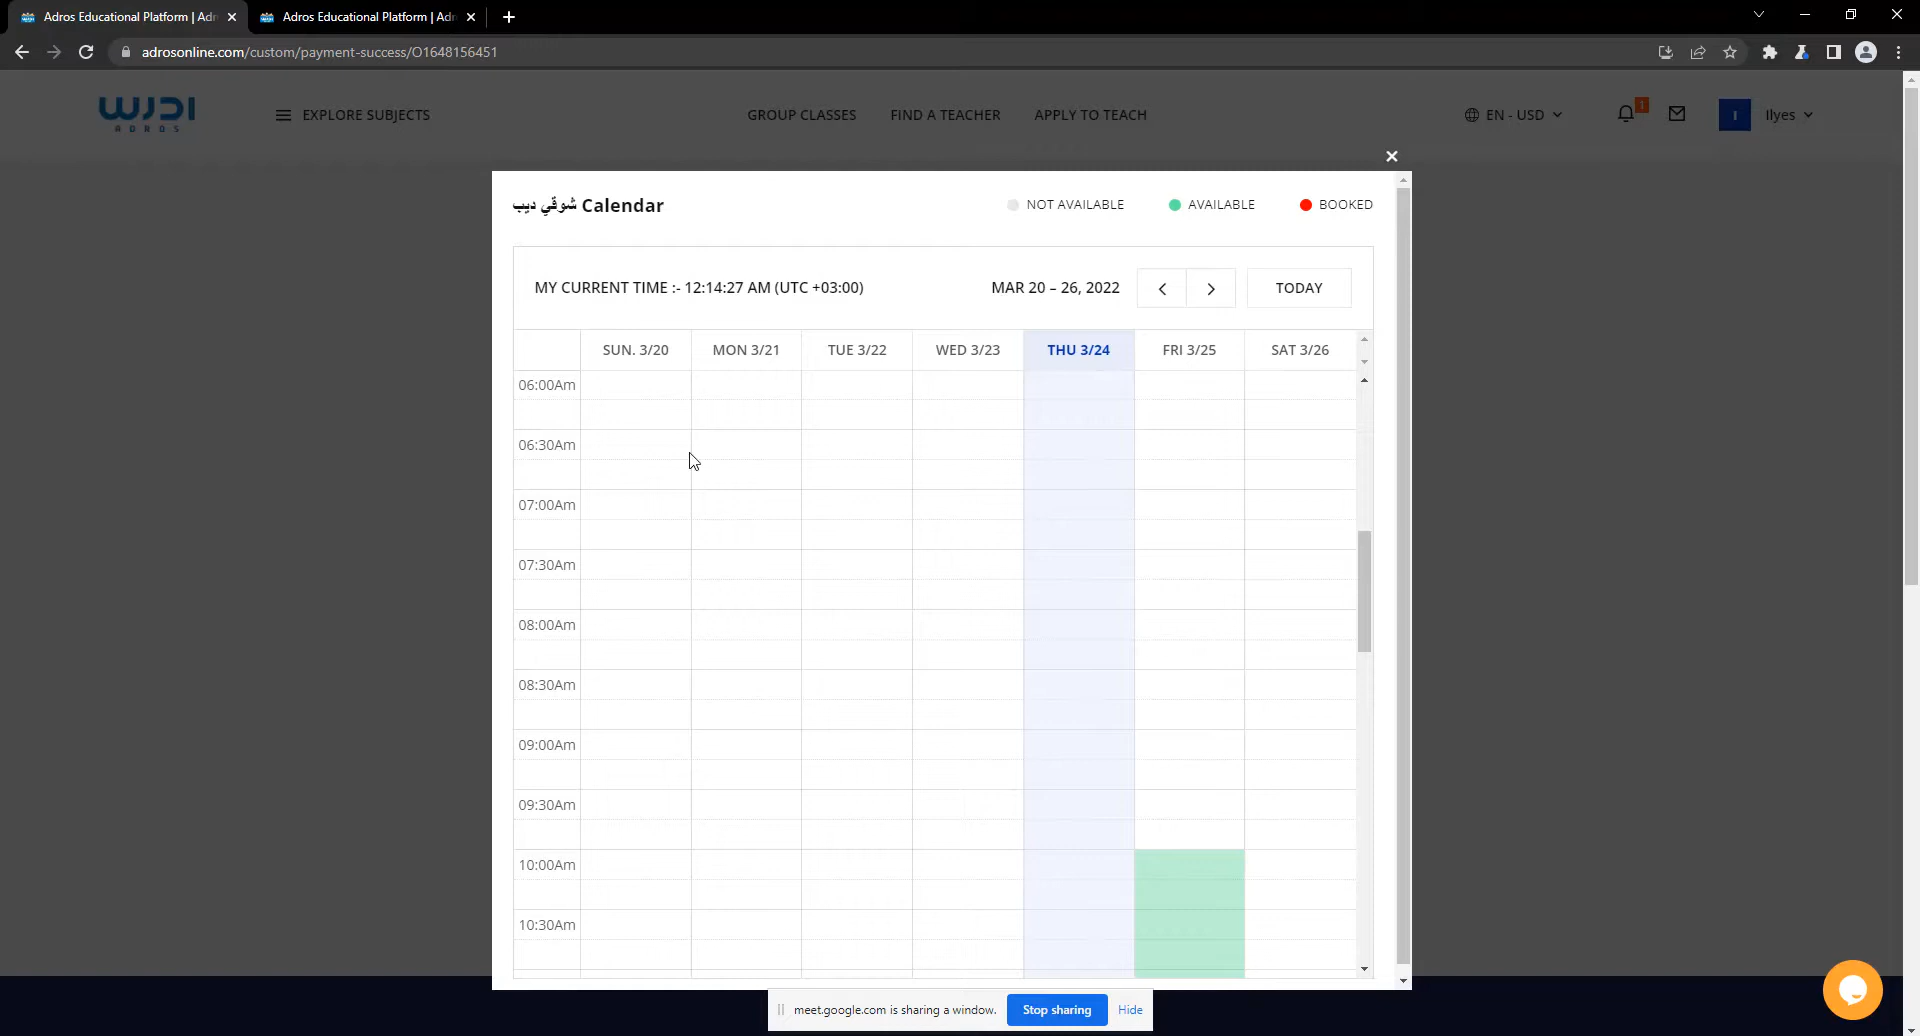 Adros Educational Platform | Adr
Adros Educational Platform | Adr
adrosonline.com/custom/payment-success/O1648156451
ADROS
EXPLORE SUBJECTS
GROUP CLASSES
FIND A TEACHER
APPLY TO TEACH
EN - USD
1
I
Ilyes
شوقي ديب Calendar
NOT AVAILABLE
AVAILABLE
BOOKED
MY CURRENT TIME :- 12:14:27 AM (UTC +03:00)
MAR 20 – 26, 2022
TODAY
SUN. 3/20
MON 3/21
TUE 3/22
WED 3/23
THU 3/24
FRI 3/25
SAT 3/26
06:00Am
06:30Am
07:00Am
07:30Am
08:00Am
08:30Am
09:00Am
09:30Am
10:00Am
10:30Am
meet.google.com is sharing a window.
Stop sharing
Hide